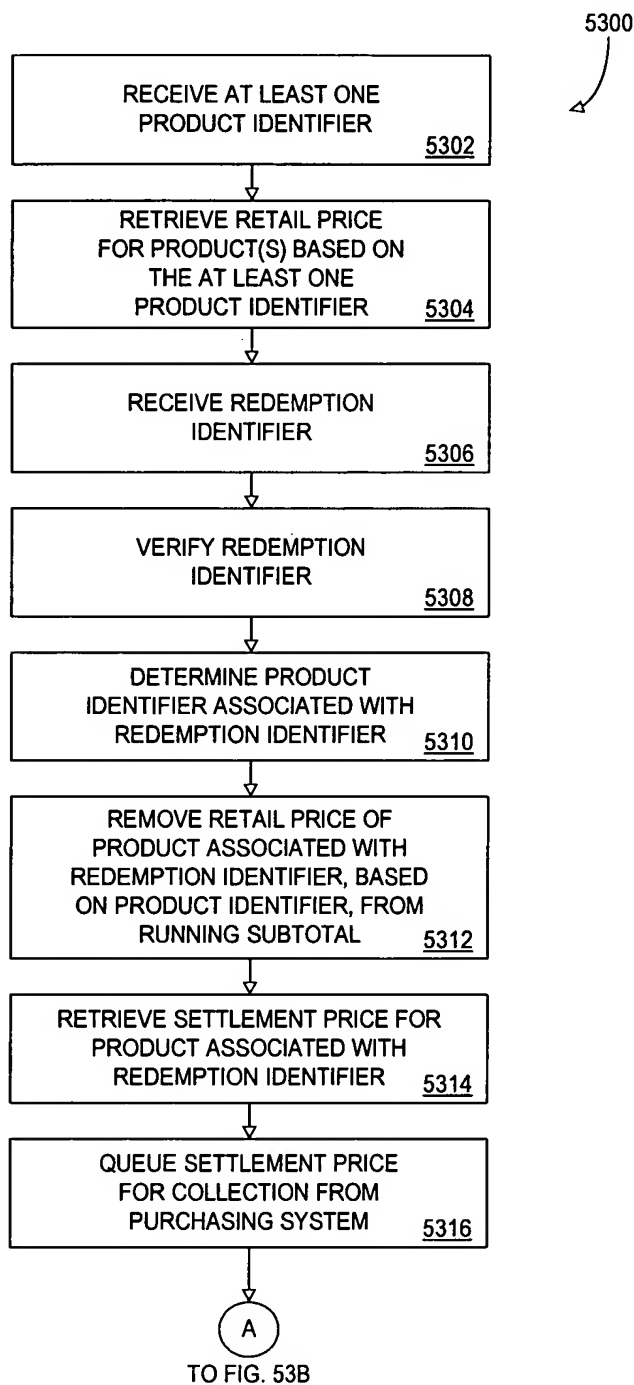 5300
RECEIVE AT LEAST ONE
PRODUCT IDENTIFIER
5302
RETRIEVE RETAIL PRICE
FOR PRODUCT(S) BASED ON
THE AT LEAST ONE
PRODUCT IDENTIFIER
5304
RECEIVE REDEMPTION
IDENTIFIER
5306
VERIFY REDEMPTION
IDENTIFIER
5308
DETERMINE PRODUCT
IDENTIFIER ASSOCIATED WITH
REDEMPTION IDENTIFIER
5310
REMOVE RETAIL PRICE OF
PRODUCT ASSOCIATED WITH
REDEMPTION IDENTIFIER, BASED
ON PRODUCT IDENTIFIER, FROM
RUNNING SUBTOTAL
5312
RETRIEVE SETTLEMENT PRICE FOR
PRODUCT ASSOCIATED WITH
REDEMPTION IDENTIFIER
5314
QUEUE SETTLEMENT PRICE
FOR COLLECTION FROM
PURCHASING SYSTEM
5316
A
TO FIG. 53B